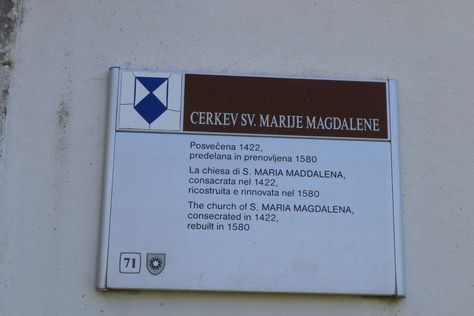 CERKEV SV. MARIJE MAGDALENE
Posvečena 1422,
predelana in prenovljena 1580
La chiesa di S. MARIA MADDALENA,
consacrata nel 1422,
ricostruita e rinnovata nel 1580
The church of S. MARIA MAGDALENA,
consecrated in 1422,
rebuilt in 1580
71